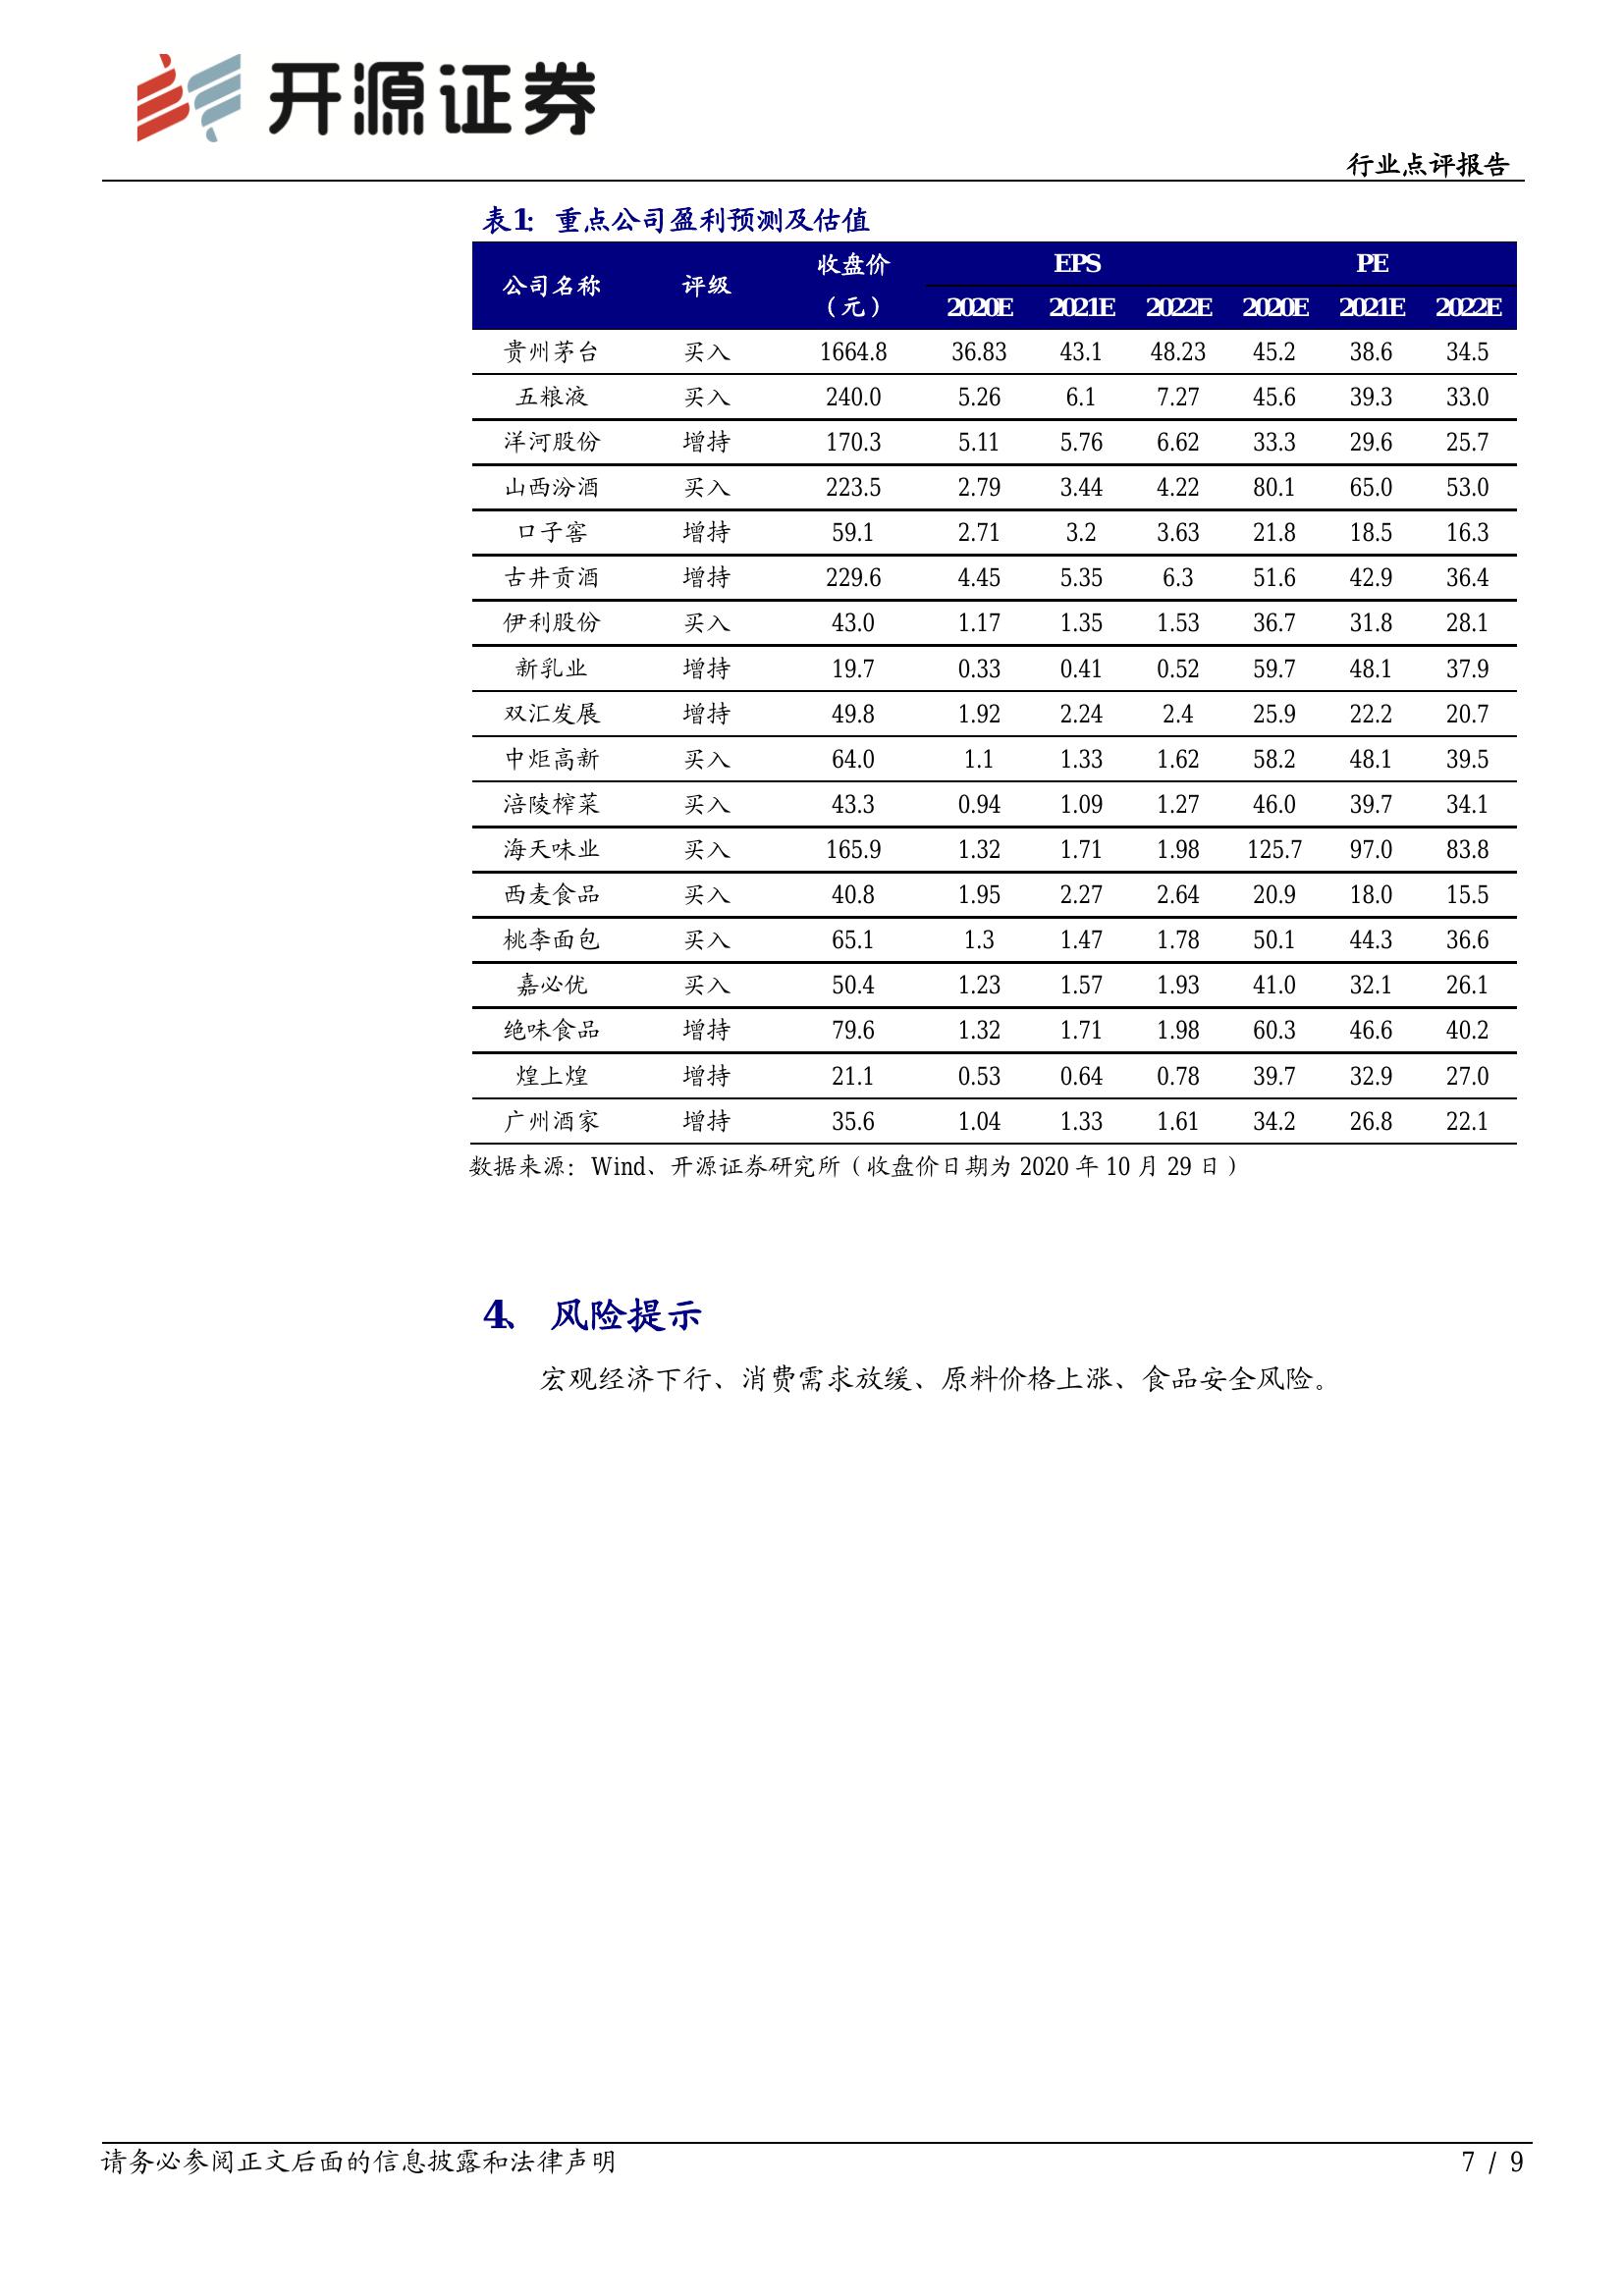 开源证券
行业点评报告
表1: 重点公司盈利预测及估值
公司名称 评级 收盘价（元） EPS PE
2020E 2021E 2022E 2020E 2021E 2022E
贵州茅台 买入 1664.8 36.83 43.1 48.23 45.2 38.6 34.5
五粮液 买入 240.0 5.26 6.1 7.27 45.6 39.3 33.0
洋河股份 增持 170.3 5.11 5.76 6.62 33.3 29.6 25.7
山西汾酒 买入 223.5 2.79 3.44 4.22 80.1 65.0 53.0
口子窖 增持 59.1 2.71 3.2 3.63 21.8 18.5 16.3
古井贡酒 增持 229.6 4.45 5.35 6.3 51.6 42.9 36.4
伊利股份 买入 43.0 1.17 1.35 1.53 36.7 31.8 28.1
新乳业 增持 19.7 0.33 0.41 0.52 59.7 48.1 37.9
双汇发展 增持 49.8 1.92 2.24 2.4 25.9 22.2 20.7
中炬高新 买入 64.0 1.1 1.33 1.62 58.2 48.1 39.5
涪陵榨菜 买入 43.3 0.94 1.09 1.27 46.0 39.7 34.1
海天味业 买入 165.9 1.32 1.71 1.98 125.7 97.0 83.8
西麦食品 买入 40.8 1.95 2.27 2.64 20.9 18.0 15.5
桃李面包 买入 65.1 1.3 1.47 1.78 50.1 44.3 36.6
嘉必优 买入 50.4 1.23 1.57 1.93 41.0 32.1 26.1
绝味食品 增持 79.6 1.32 1.71 1.98 60.3 46.6 40.2
煌上煌 增持 21.1 0.53 0.64 0.78 39.7 32.9 27.0
广州酒家 增持 35.6 1.04 1.33 1.61 34.2 26.8 22.1
数据来源：Wind、开源证券研究所（收盘价日期为 2020 年 10 月 29 日）
4、 风险提示
宏观经济下行、消费需求放缓、原料价格上涨、食品安全风险。
请务必参阅正文后面的信息披露和法律声明 7 / 9